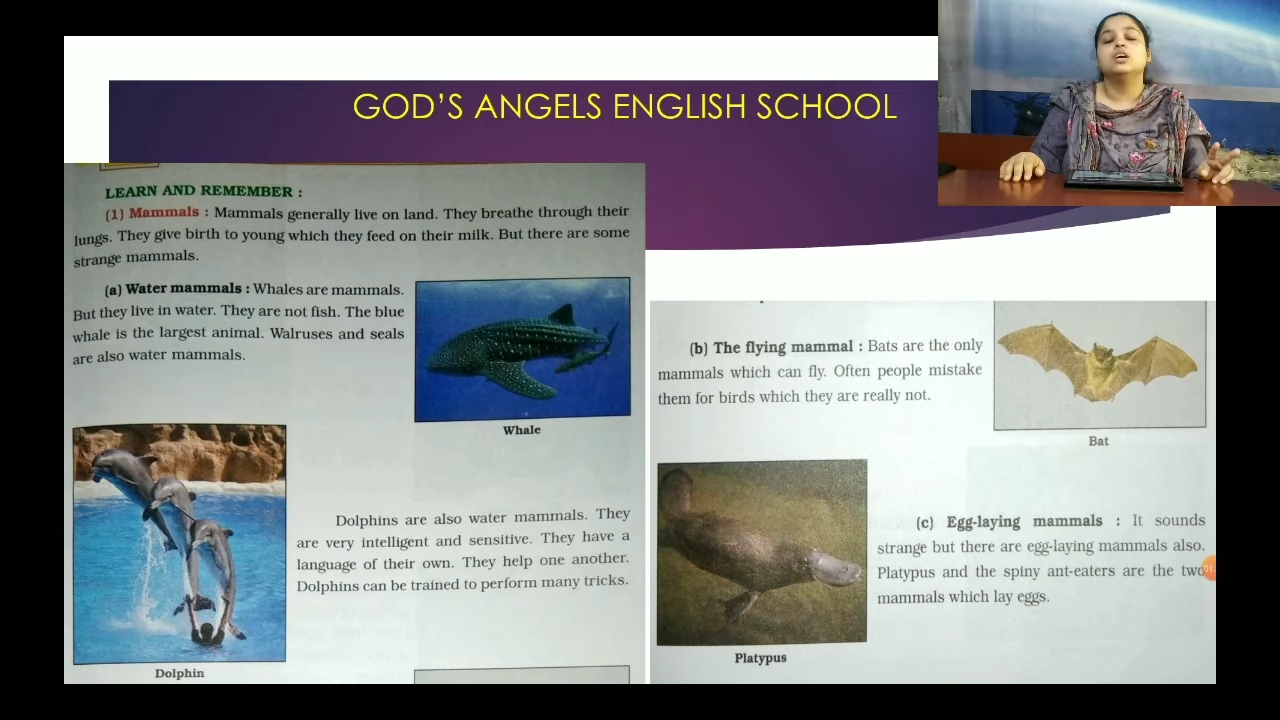 GOD'S ANGELS ENGLISH SCHOOL
LEARN AND REMEMBER :
(1) Mammals : Mammals generally live on land. They breathe through their
lungs. They give birth to young which they feed on their milk. But there are some
strange mammals.
(a) Water mammals : Whales are mammals.
But they live in water. They are not fish. The blue
whale is the largest animal. Walruses and seals
are also water mammals.
Whale
Dolphins are also water mammals. They
are very intelligent and sensitive. They have a
language of their own. They help one another.
Dolphins can be trained to perform many tricks.
Dolphin
(b) The flying mammal : Bats are the only
mammals which can fly. Often people mistake
them for birds which they are really not.
Bat
(c) Egg-laying mammals : It sounds
strange but there are egg-laying mammals also.
Platypus and the spiny ant-eaters are the two
mammals which lay eggs.
Platypus